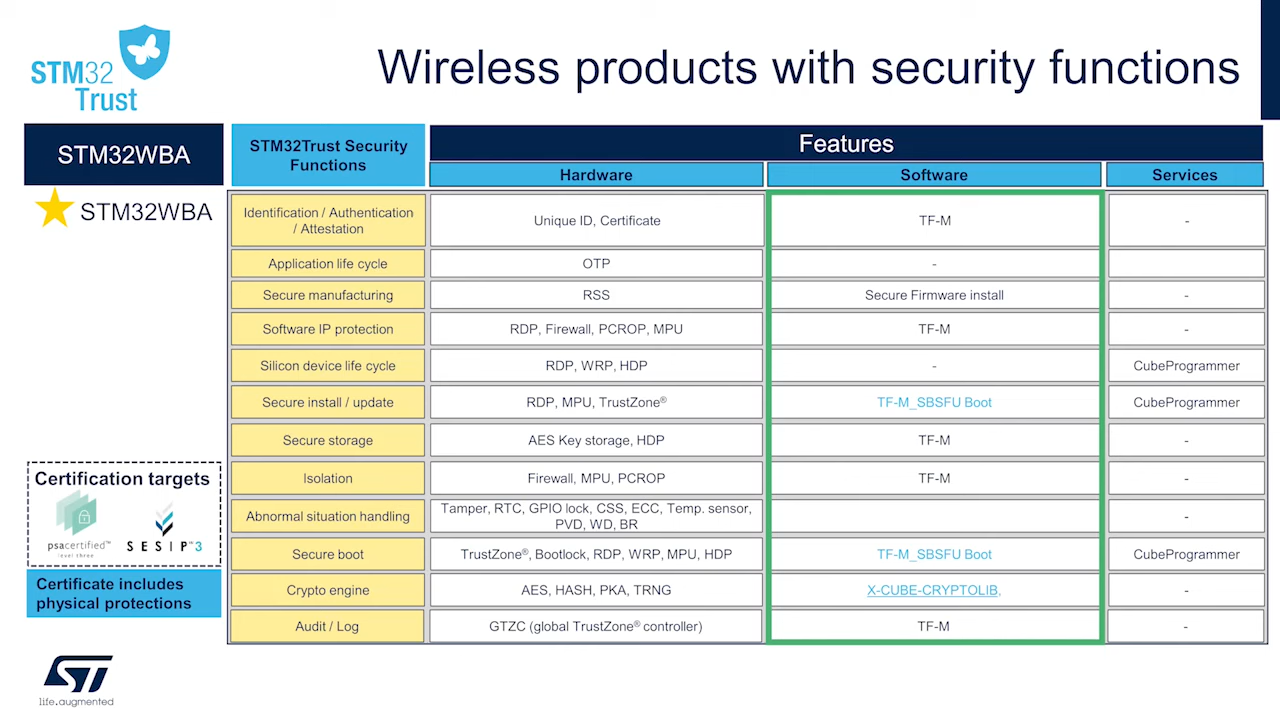 STM32
Trust
Wireless products with security functions
STM32WBA
STM32Trust Security
Functions
Features
Hardware
Software
Services
STM32WBA
Identification / Authentication
/ Attestation
Unique ID, Certificate
TF-M
-
Application life cycle
OTP
-
Secure manufacturing
RSS
Secure Firmware install
-
Software IP protection
RDP, Firewall, PCROP, MPU
TF-M
-
Silicon device life cycle
RDP, WRP, HDP
-
CubeProgrammer
Secure install / update
RDP, MPU, TrustZone®
TF-M_SBSFU Boot
CubeProgrammer
Secure storage
AES Key storage, HDP
TF-M
-
Isolation
Firewall, MPU, PCROP
TF-M
-
Abnormal situation handling
Tamper, RTC, GPIO lock, CSS, ECC, Temp. sensor,
PVD, WD, BR
-
Secure boot
TrustZone®, Bootlock, RDP, WRP, MPU, HDP
TF-M_SBSFU Boot
CubeProgrammer
Crypto engine
AES, HASH, PKA, TRNG
X-CUBE-CRYPTOLIB,
-
Audit / Log
GTZC (global TrustZone® controller)
TF-M
-
Certification targets
psacertified™
level three
SESIP™3
Certificate includes
physical protections
ST
life.augmented